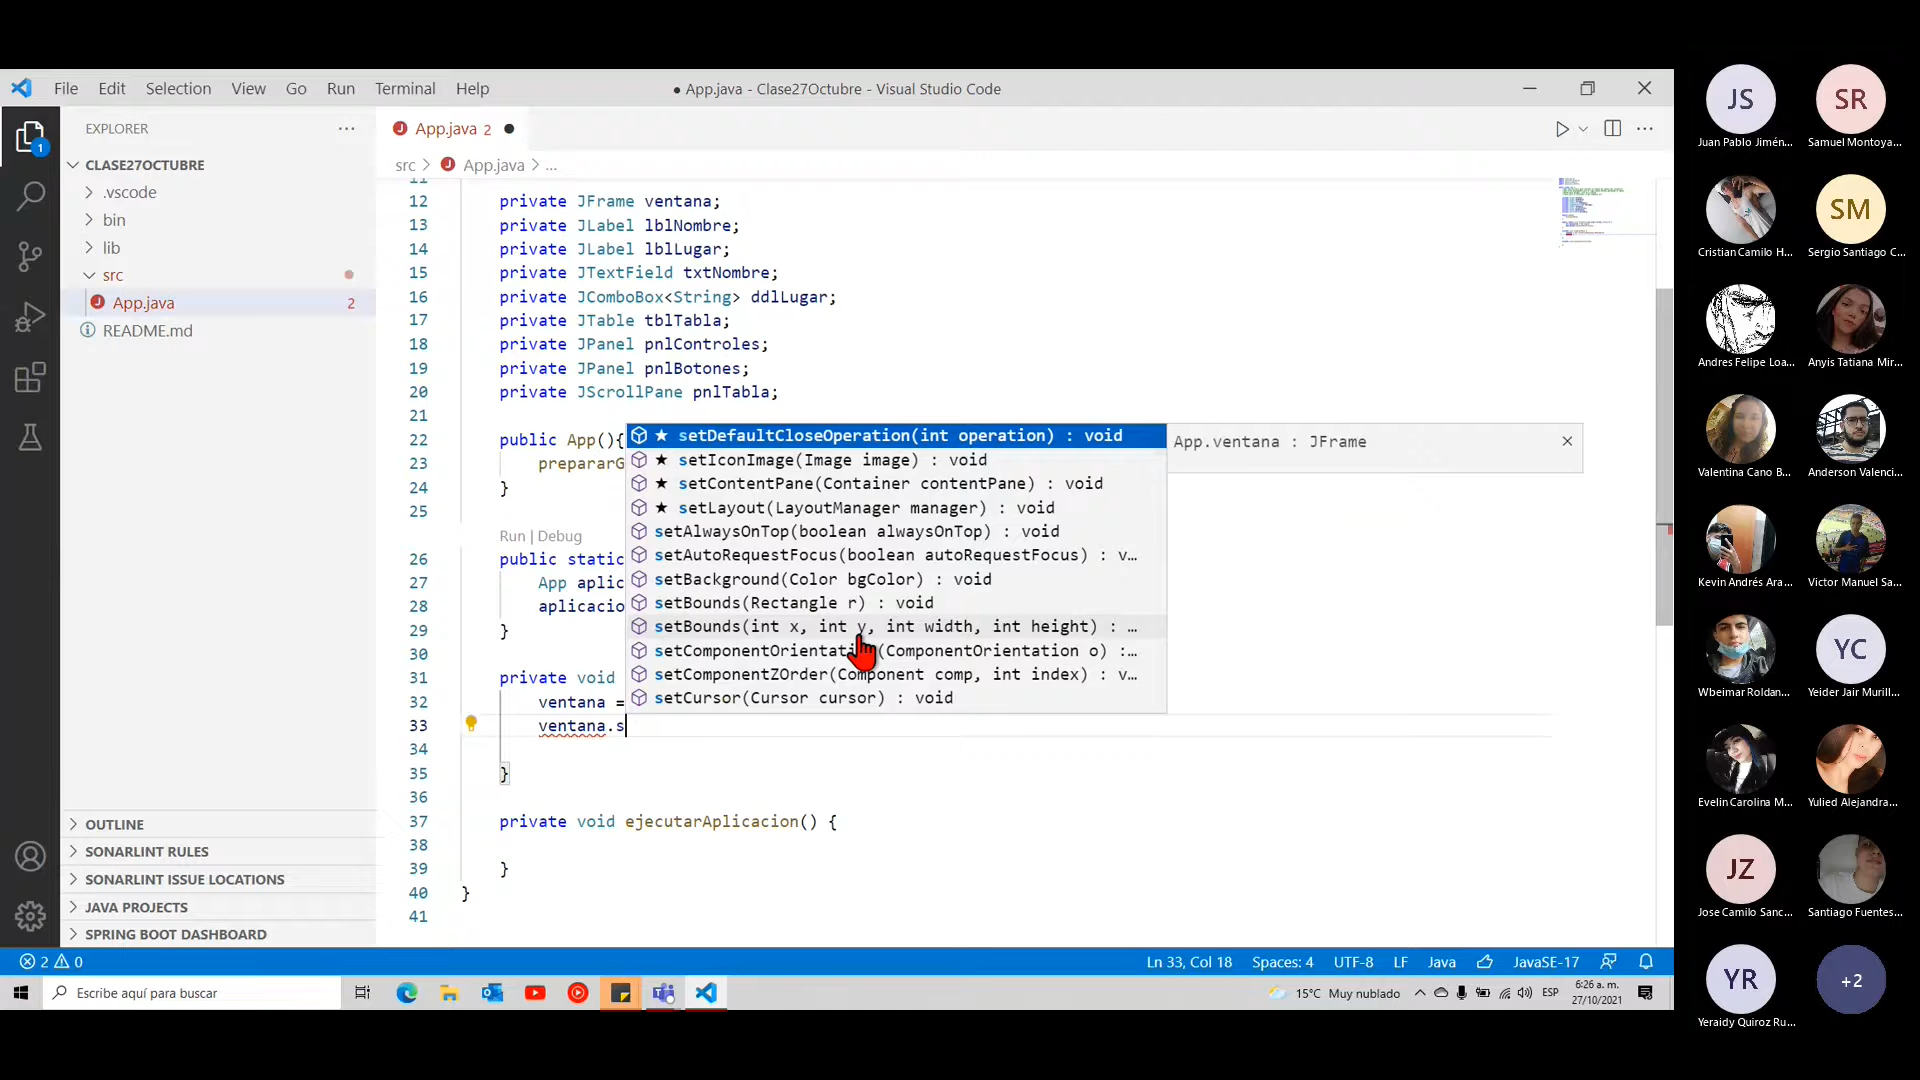 File Edit Selection View Go Run Terminal Help
● App.java - Clase27Octubre - Visual Studio Code
EXPLORER
1
CLASE27OCTUBRE
.vscode
bin
lib
src
App.java 2
README.md
OUTLINE
SONARLINT RULES
SONARLINT ISSUE LOCATIONS
JAVA PROJECTS
SPRING BOOT DASHBOARD
App.java 2
src > App.java > ...
11
12 private JFrame ventana;
13 private JLabel lblNombre;
14 private JLabel lblLugar;
15 private JTextField txtNombre;
16 private JComboBox<String> ddlLugar;
17 private JTable tblTabla;
18 private JPanel pnlControles;
19 private JPanel pnlBotones;
20 private JScrollPane pnlTabla;
21
22 public App(){
23 prepararG
24 }
25
Run | Debug
26 public static
27 App aplic
28 aplicacio
29 }
30
31 private void
32 ventana =
33 ventana.s
34
35 }
36
37 private void ejecutarAplicacion() {
38
39 }
40 }
41
★ setDefaultCloseOperation(int operation) : void
★ setIconImage(Image image) : void
★ setContentPane(Container contentPane) : void
★ setLayout(LayoutManager manager) : void
setAlwaysOnTop(boolean alwaysOnTop) : void
setAutoRequestFocus(boolean autoRequestFocus) : v…
setBackground(Color bgColor) : void
setBounds(Rectangle r) : void
setBounds(int x, int y, int width, int height) : …
setComponentOrientation(ComponentOrientation o) :…
setComponentZOrder(Component comp, int index) : v…
setCursor(Cursor cursor) : void
App.ventana : JFrame
2 0
Ln 33, Col 18 Spaces: 4 UTF-8 LF Java JavaSE-17
Escribe aquí para buscar
15°C Muy nublado
ESP
6:26 a. m.
27/10/2021
JS SR
Juan Pablo Jimén... Samuel Montoya...
SM
Cristian Camilo H... Sergio Santiago C...
Andres Felipe Loa... Anyis Tatiana Mir...
Valentina Cano B... Anderson Valenci...
Kevin Andrés Ara... Victor Manuel Sa...
YC
Wbeimar Roldan... Yeider Jair Murill...
Evelin Carolina M... Yulied Alejandra...
JZ
Jose Camilo Sanc... Santiago Fuentes...
YR +2
Yeraidy Quiroz Ru...